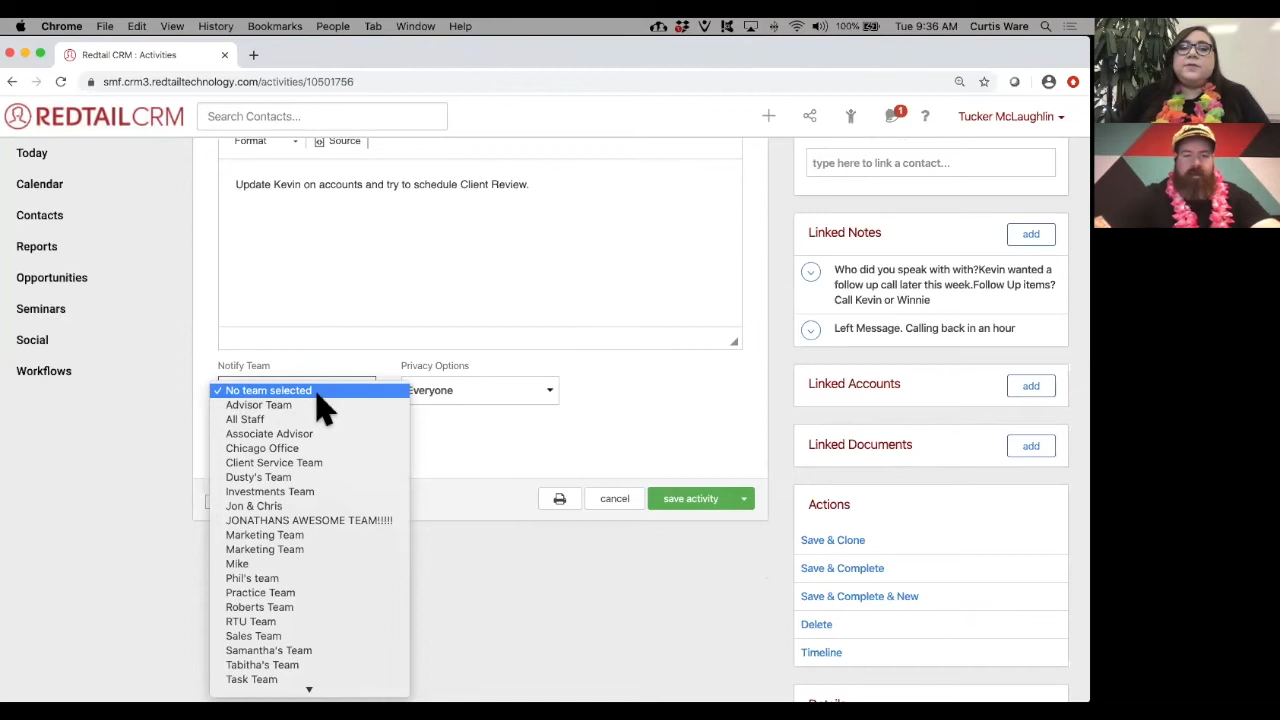 Chrome File Edit View History Bookmarks People Tab Window Help 100% Tue 9:36 AM Curtis Ware
Redtail CRM : Activities
smf.crm3.redtailtechnology.com/activities/10501756
REDTAILCRM Search Contacts... 1 ? Tucker McLaughlin
Today
Calendar
Contacts
Reports
Opportunities
Seminars
Social
Workflows
Format Source
Update Kevin on accounts and try to schedule Client Review.
Notify Team Privacy Options
✓ No team selected Everyone
Advisor Team
All Staff
Associate Advisor
Chicago Office
Client Service Team
Dusty's Team
Investments Team
Jon & Chris
JONATHANS AWESOME TEAM!!!!!
Marketing Team
Marketing Team
Mike
Phil's team
Practice Team
Roberts Team
RTU Team
Sales Team
Samantha's Team
Tabitha's Team
Task Team
cancel save activity
type here to link a contact...
Linked Notes add
Who did you speak with with?Kevin wanted a
follow up call later this week.Follow Up items?
Call Kevin or Winnie
Left Message. Calling back in an hour
Linked Accounts add
Linked Documents add
Actions
Save & Clone
Save & Complete
Save & Complete & New
Delete
Timeline